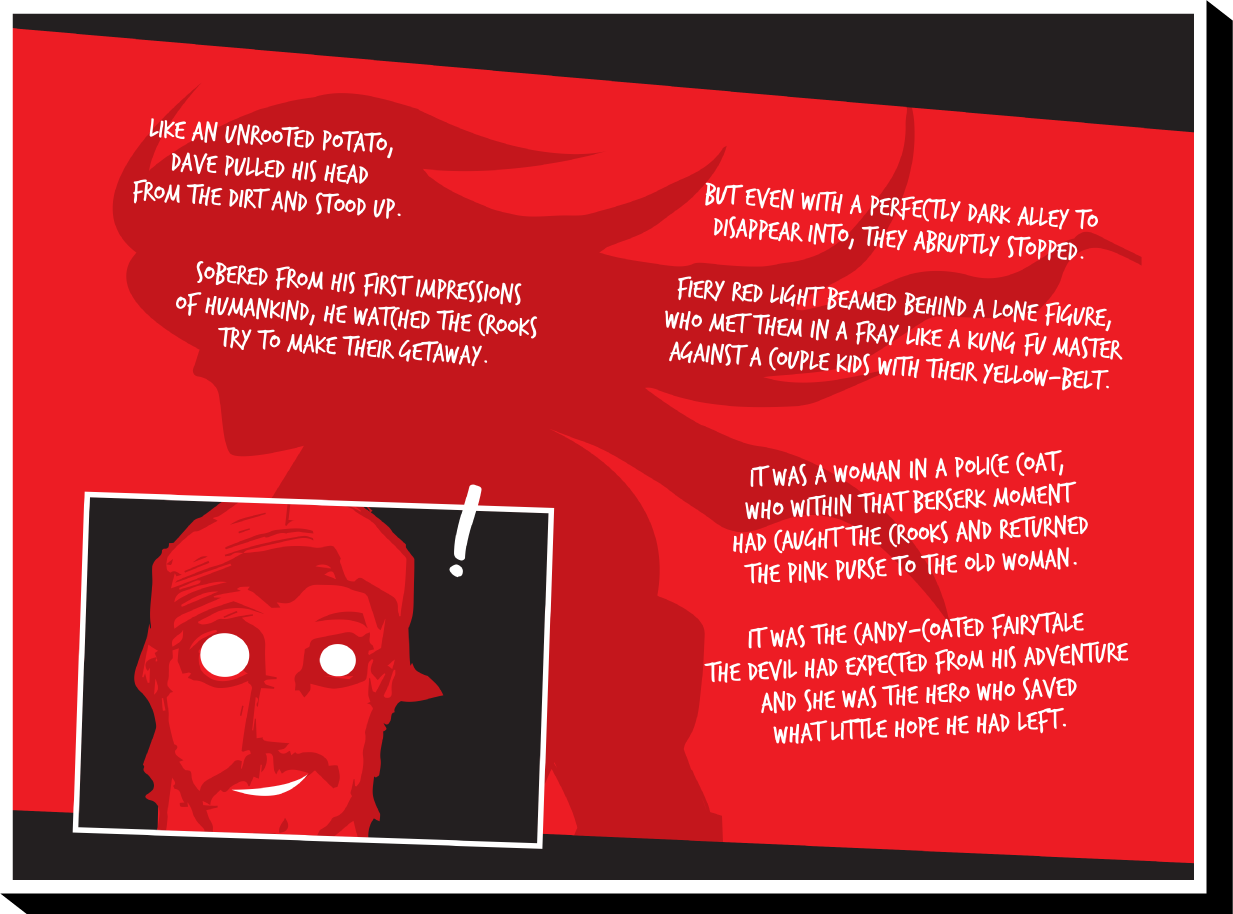 LIKE AN UNROOTED POTATO,
DAVE PULLED HIS HEAD
FROM THE DIRT AND STOOD UP.
SOBERED FROM HIS FIRST IMPRESSIONS
OF HUMANKIND, HE WATCHED THE CROOKS
TRY TO MAKE THEIR GETAWAY.
!
BUT EVEN WITH A PERFECTLY DARK ALLEY TO
DISAPPEAR INTO, THEY ABRUPTLY STOPPED.
FIERY RED LIGHT BEAMED BEHIND A LONE FIGURE,
WHO MET THEM IN A FRAY LIKE A KUNG FU MASTER
AGAINST A COUPLE KIDS WITH THEIR YELLOW-BELT.
IT WAS A WOMAN IN A POLICE COAT,
WHO WITHIN THAT BERSERK MOMENT
HAD CAUGHT THE CROOKS AND RETURNED
THE PINK PURSE TO THE OLD WOMAN.
IT WAS THE CANDY-COATED FAIRYTALE
THE DEVIL HAD EXPECTED FROM HIS ADVENTURE
AND SHE WAS THE HERO WHO SAVED
WHAT LITTLE HOPE HE HAD LEFT.